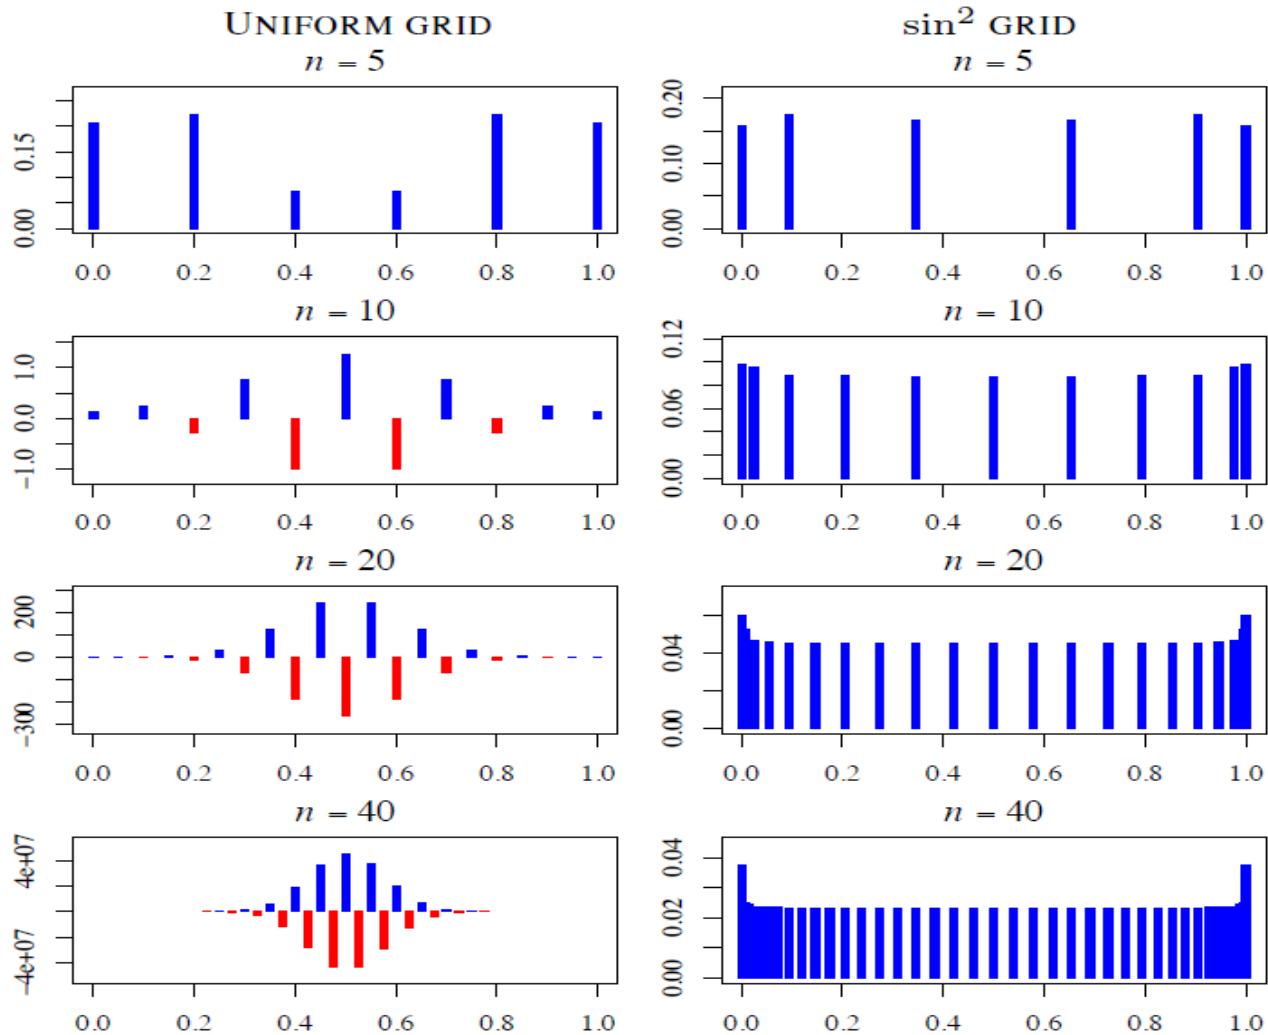 UNIFORM GRID
n = 5
0.00 0.15
0.0 0.2 0.4 0.6 0.8 1.0
n = 10
−1.0 0.0 1.0
0.0 0.2 0.4 0.6 0.8 1.0
n = 20
−300 0 200
0.0 0.2 0.4 0.6 0.8 1.0
n = 40
−4e+07 4e+07
0.0 0.2 0.4 0.6 0.8 1.0
sin² GRID
n = 5
0.00 0.10 0.20
0.0 0.2 0.4 0.6 0.8 1.0
n = 10
0.00 0.06 0.12
0.0 0.2 0.4 0.6 0.8 1.0
n = 20
0.00 0.04
0.0 0.2 0.4 0.6 0.8 1.0
n = 40
0.00 0.02 0.04
0.0 0.2 0.4 0.6 0.8 1.0